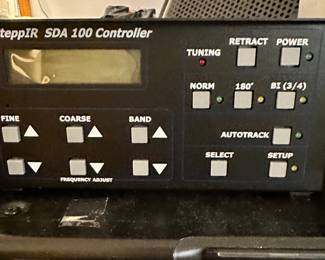 teppIR SDA 100 Controller
TUNING
RETRACT POWER
NORM 180° BI (3/4)
FINE COARSE BAND
AUTOTRACK
SELECT SETUP
FREQUENCY ADJUST